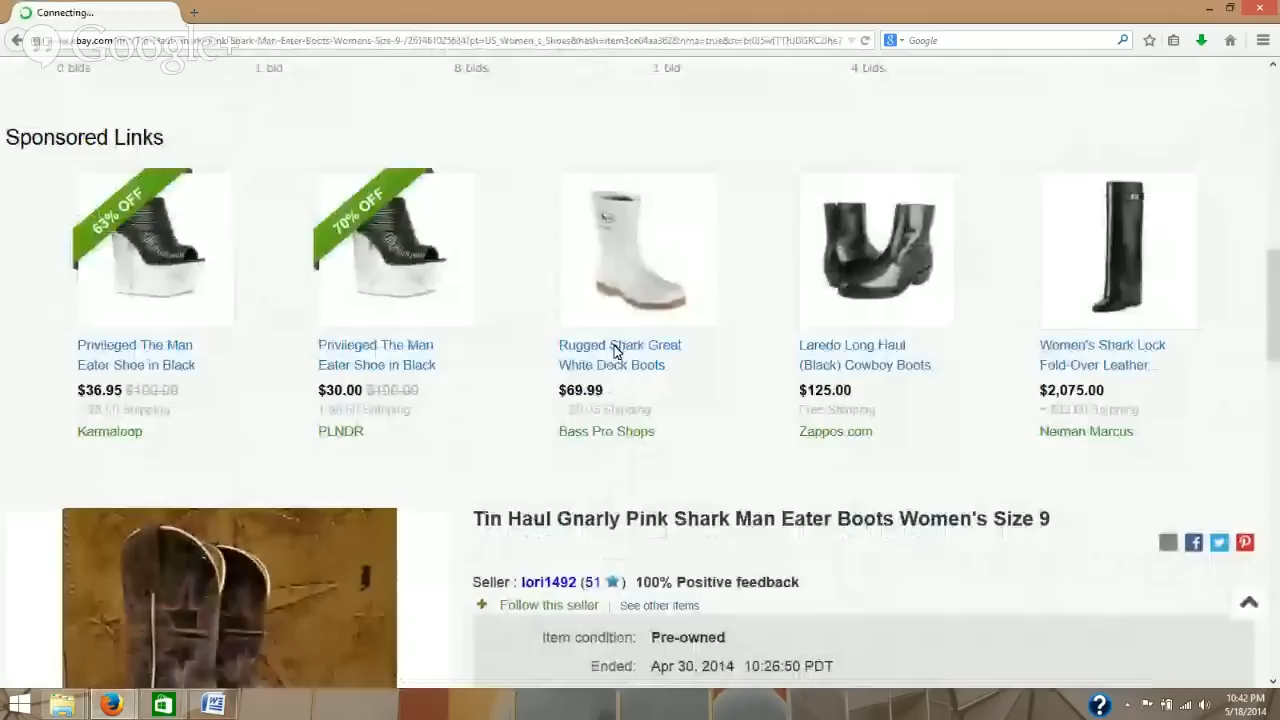 Connecting...
Google+
Google
0 bids
1 bid
8 bids
1 bid
4 bids
Sponsored Links
63% OFF
70% OFF
Privileged The Man
Eater Shoe in Black
$36.95 $100.00
Karmaloop
Privileged The Man
Eater Shoe in Black
$30.00 $100.00
PLNDR
Rugged Shark Great
White Deck Boots
$69.99
Bass Pro Shops
Laredo Long Haul
(Black) Cowboy Boots
$125.00
Free Shipping
Zappos.com
Women's Shark Lock
Fold-Over Leather...
$2,075.00
Neiman Marcus
Tin Haul Gnarly Pink Shark Man Eater Boots Women's Size 9
Seller : lori1492 (51 ) 100% Positive feedback
+ Follow this seller | See other items
Item condition: Pre-owned
Ended: Apr 30, 2014 10:26:50 PDT
10:42 PM
5/18/2014